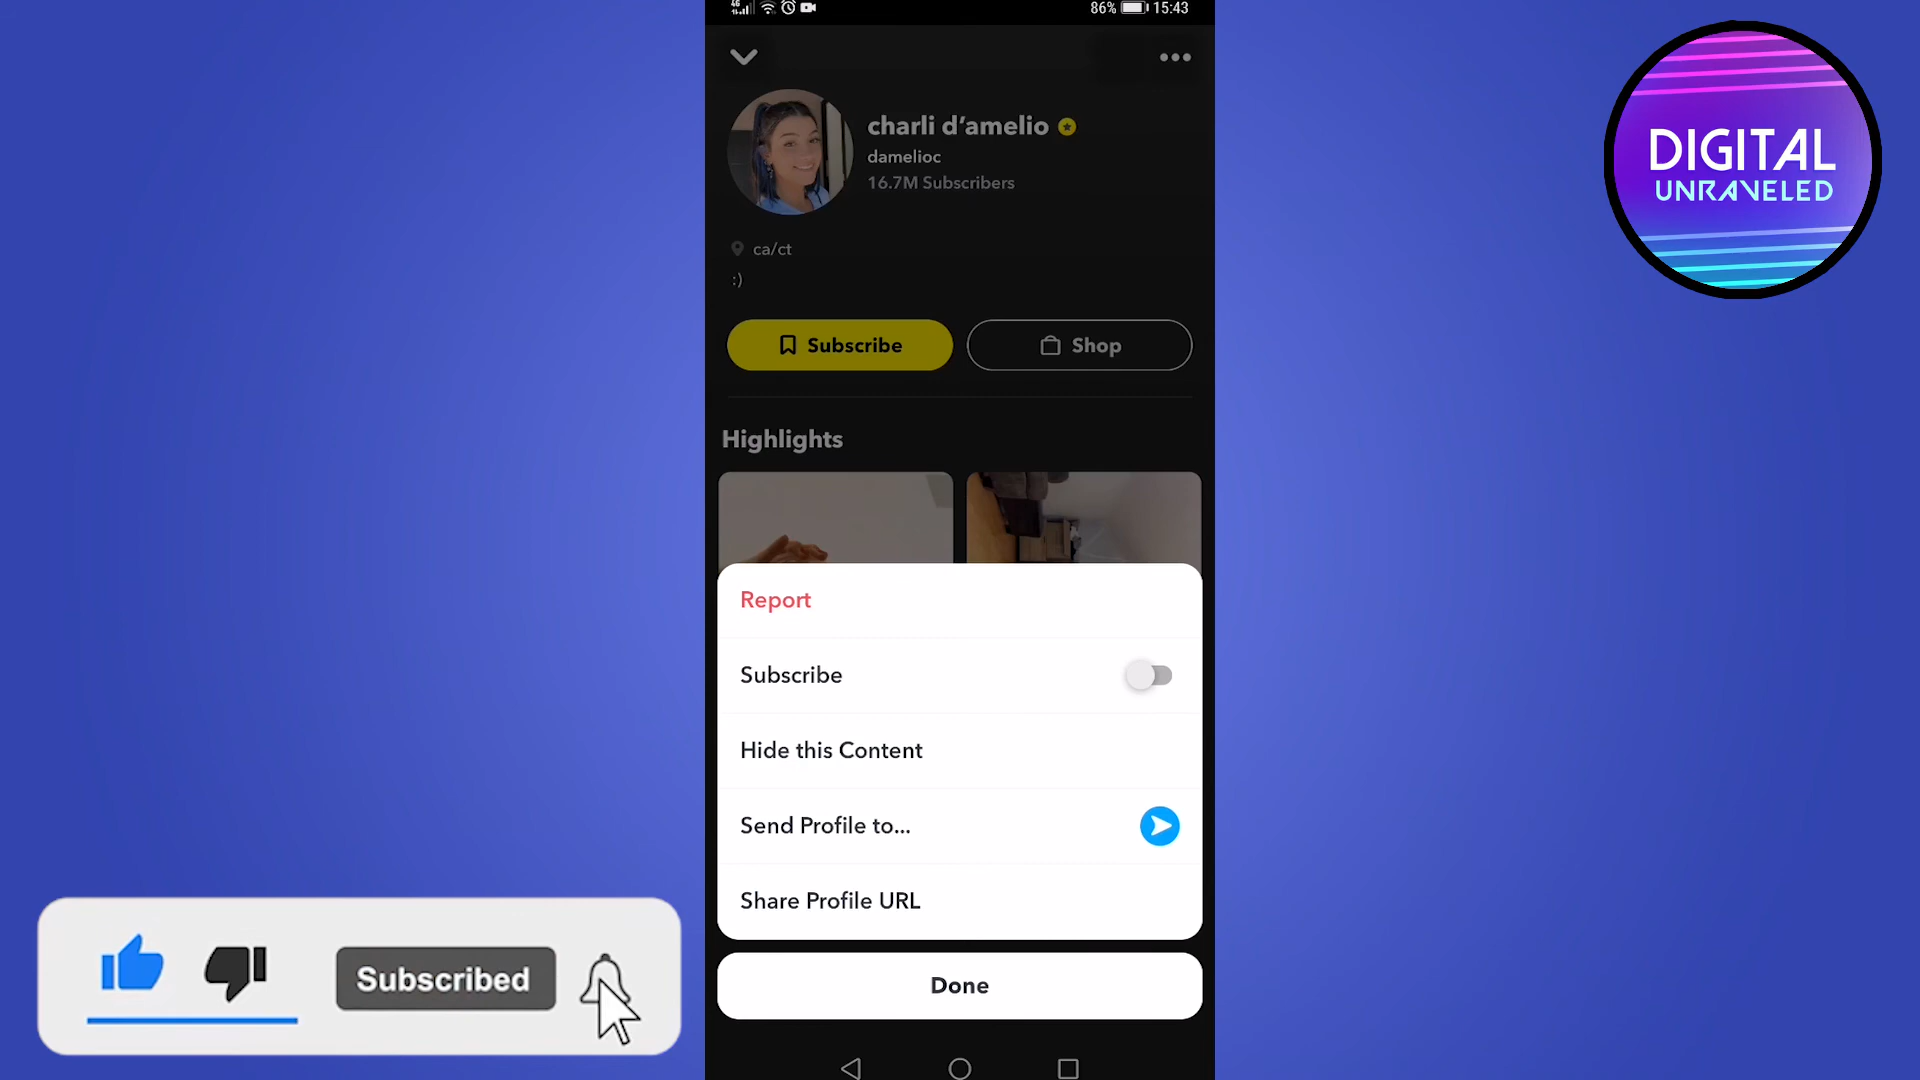 4G
86% 15:43
charli d’amelio
damelioc
16.7M Subscribers
ca/ct
:)
Subscribe
Shop
Highlights
Report
Subscribe
Hide this Content
Send Profile to...
Share Profile URL
Done
Subscribed
DIGITAL
UNRAVELED